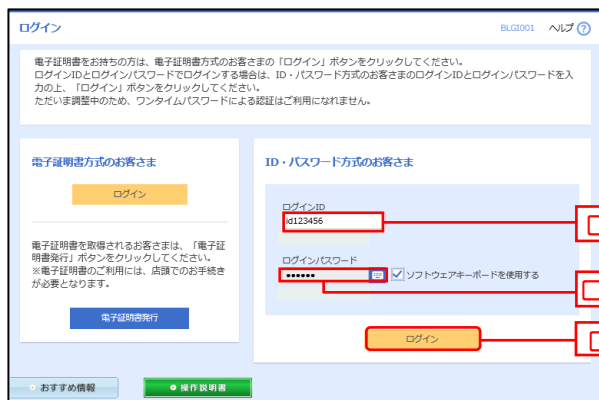 ログイン
BLGI001 ヘルプ ?
電子証明書をお持ちの方は、電子証明書方式のお客さまの「ログイン」ボタンをクリックしてください。
ログインIDとログインパスワードでログインする場合は、ID・パスワード方式のお客さまのログインIDとログインパスワードを入
力の上、「ログイン」ボタンをクリックしてください。
ただいま調整中のため、ワンタイムパスワードによる認証はご利用になれません。
電子証明書方式のお客さま
ログイン
電子証明書を取得されるお客さまは、「電子証
明書発行」ボタンをクリックしてください。
※電子証明書のご利用には、店頭でのお手続き
が必要となります。
電子証明書発行
ID・パスワード方式のお客さま
ログインID
id123456
ログインパスワード
••••••
ソフトウェアキーボードを使用する
ログイン
おすすめ情報
操作説明書